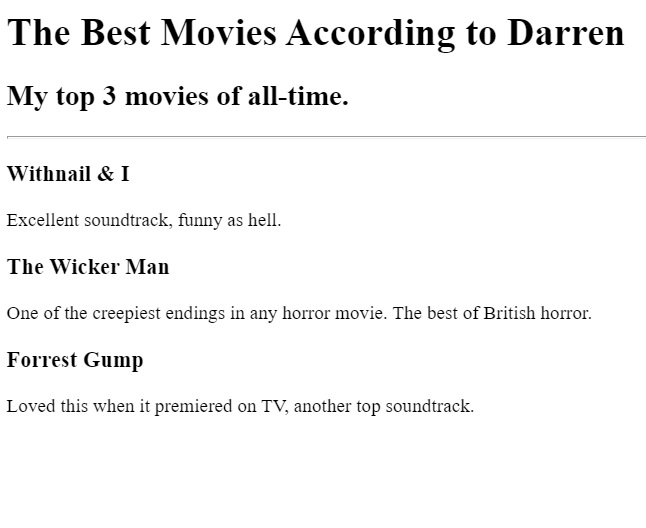 The Best Movies According to Darren
My top 3 movies of all-time.
Withnail & I
Excellent soundtrack, funny as hell.
The Wicker Man
One of the creepiest endings in any horror movie. The best of British horror.
Forrest Gump
Loved this when it premiered on TV, another top soundtrack.